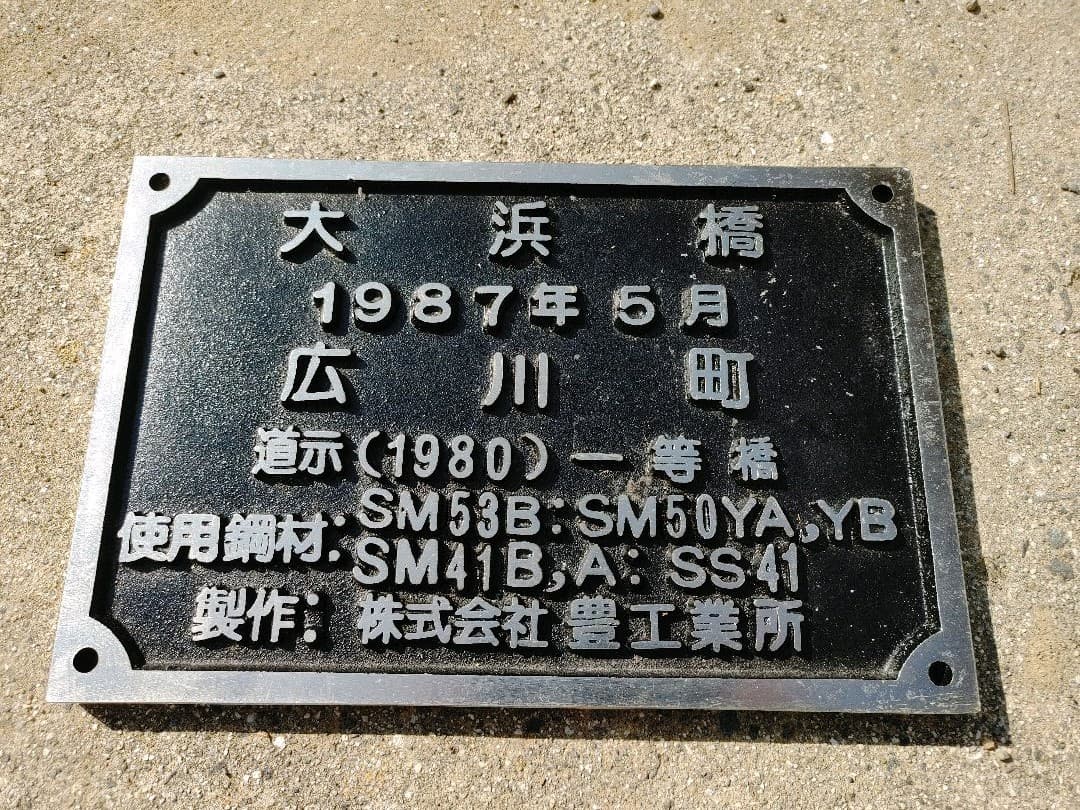 大浜橋
1987年5月
広川町
道示(1980)一等橋
使用鋼材:SM53B:SM50YA,YB
SM41B,A:SS41
製作:株式会社豊工業所